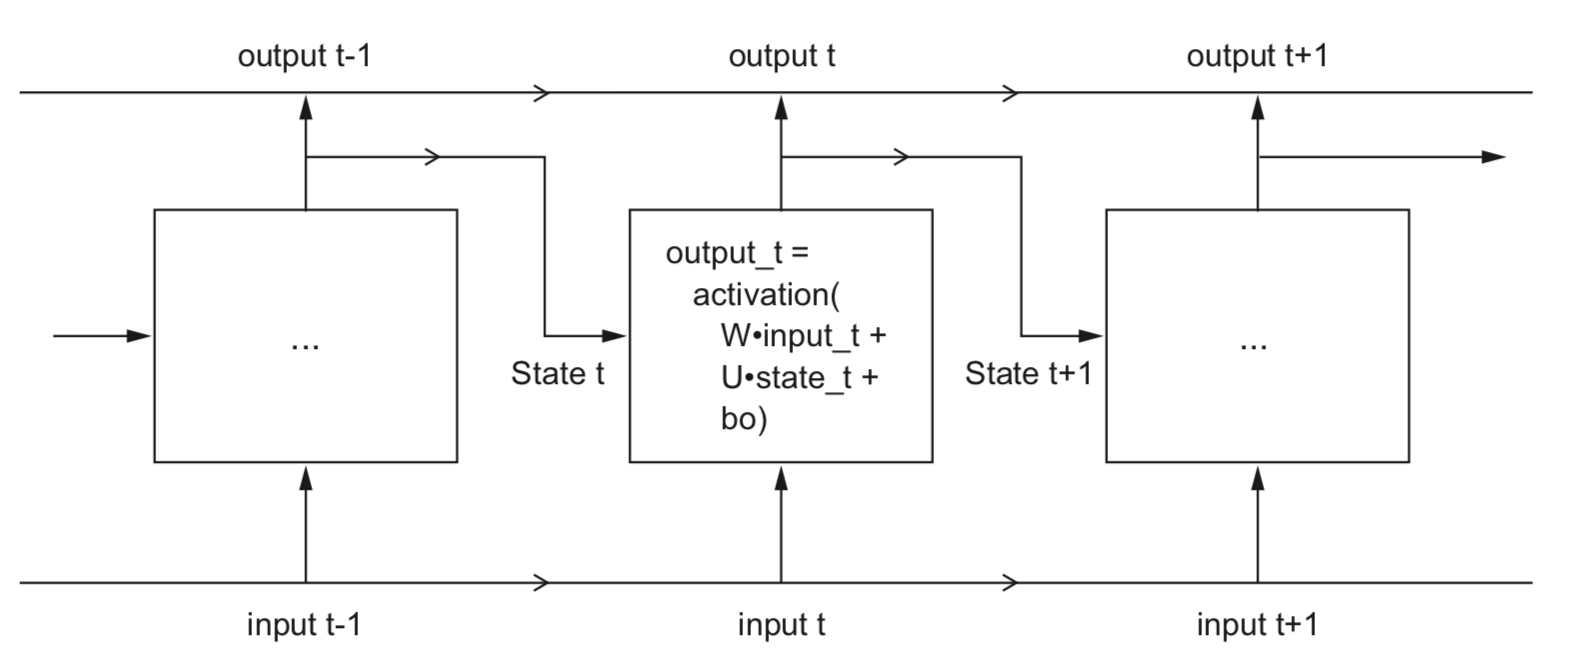 output t-1
output t
output t+1
output_t =
activation(
W•input_t +
U•state_t +
bo)
...
...
State t
State t+1
input t-1
input t
input t+1